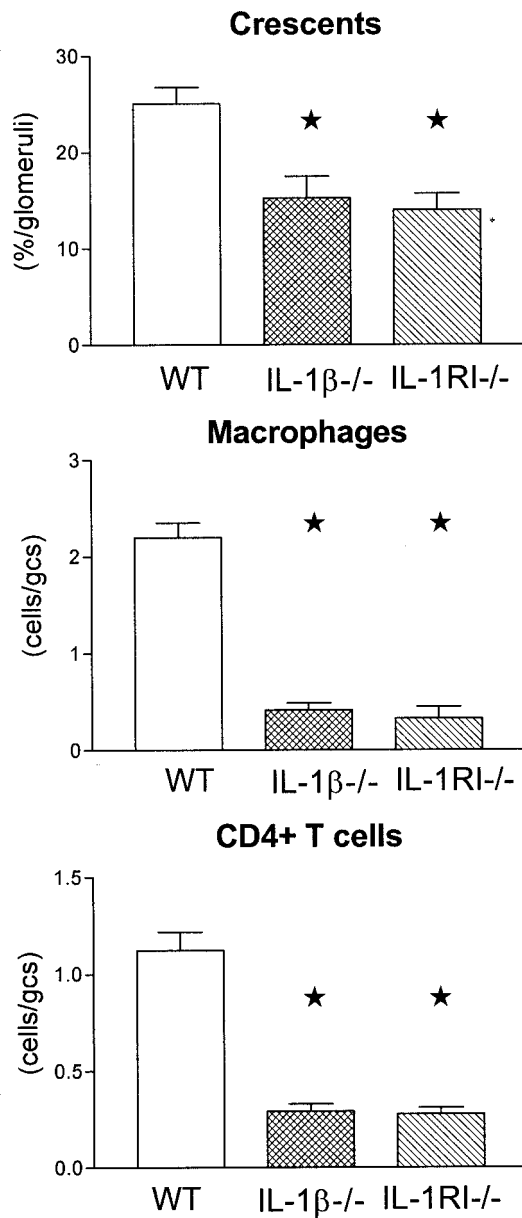 Crescents
(%/glomeruli)
30
20
10
0
★ ★
WT IL-1β-/- IL-1RI-/-
Macrophages
(cells/gcs)
3
2
1
0
★ ★
WT IL-1β-/- IL-1RI-/-
CD4+ T cells
(cells/gcs)
1.5
1.0
0.5
0.0
★ ★
WT IL-1β-/- IL-1RI-/-